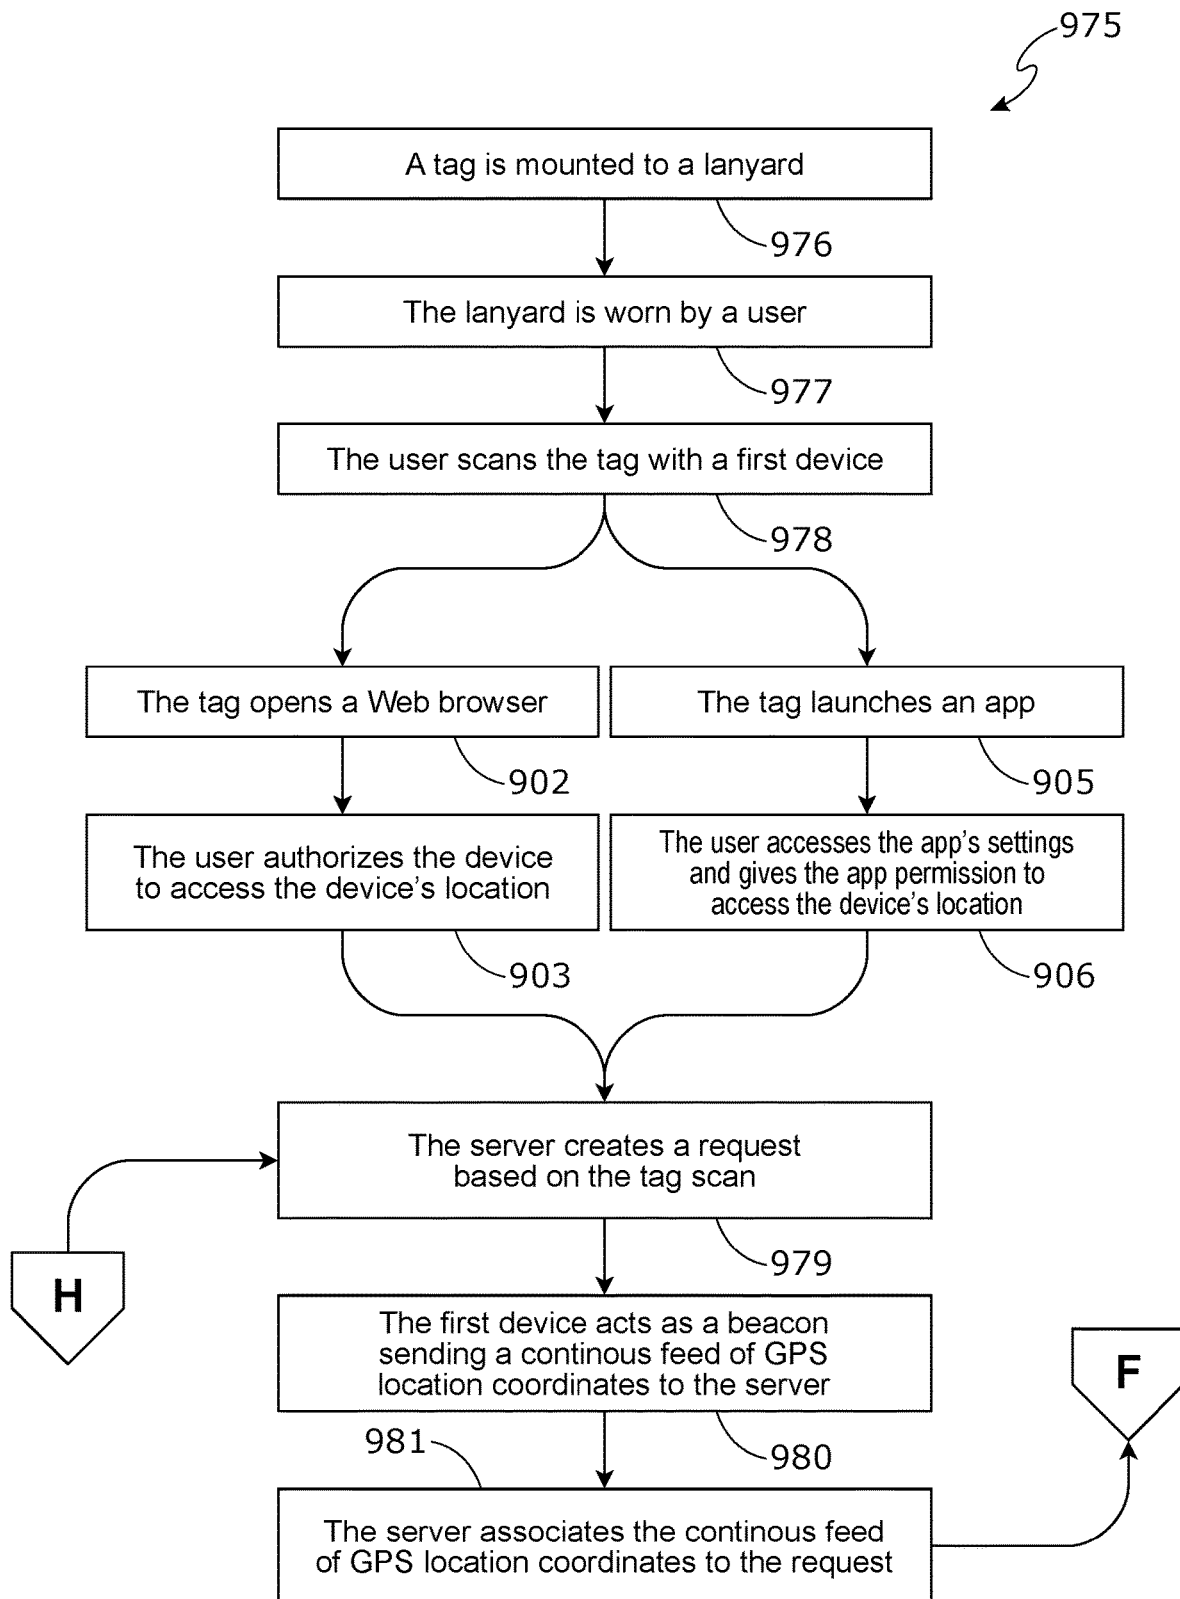 975
A tag is mounted to a lanyard
976
The lanyard is worn by a user
977
The user scans the tag with a first device
978
The tag opens a Web browser
902
The tag launches an app
905
The user authorizes the device
to access the device's location
903
The user accesses the app's settings
and gives the app permission to
access the device's location
906
The server creates a request
based on the tag scan
979
H
The first device acts as a beacon
sending a continous feed of GPS
location coordinates to the server
980
F
981
The server associates the continous feed
of GPS location coordinates to the request